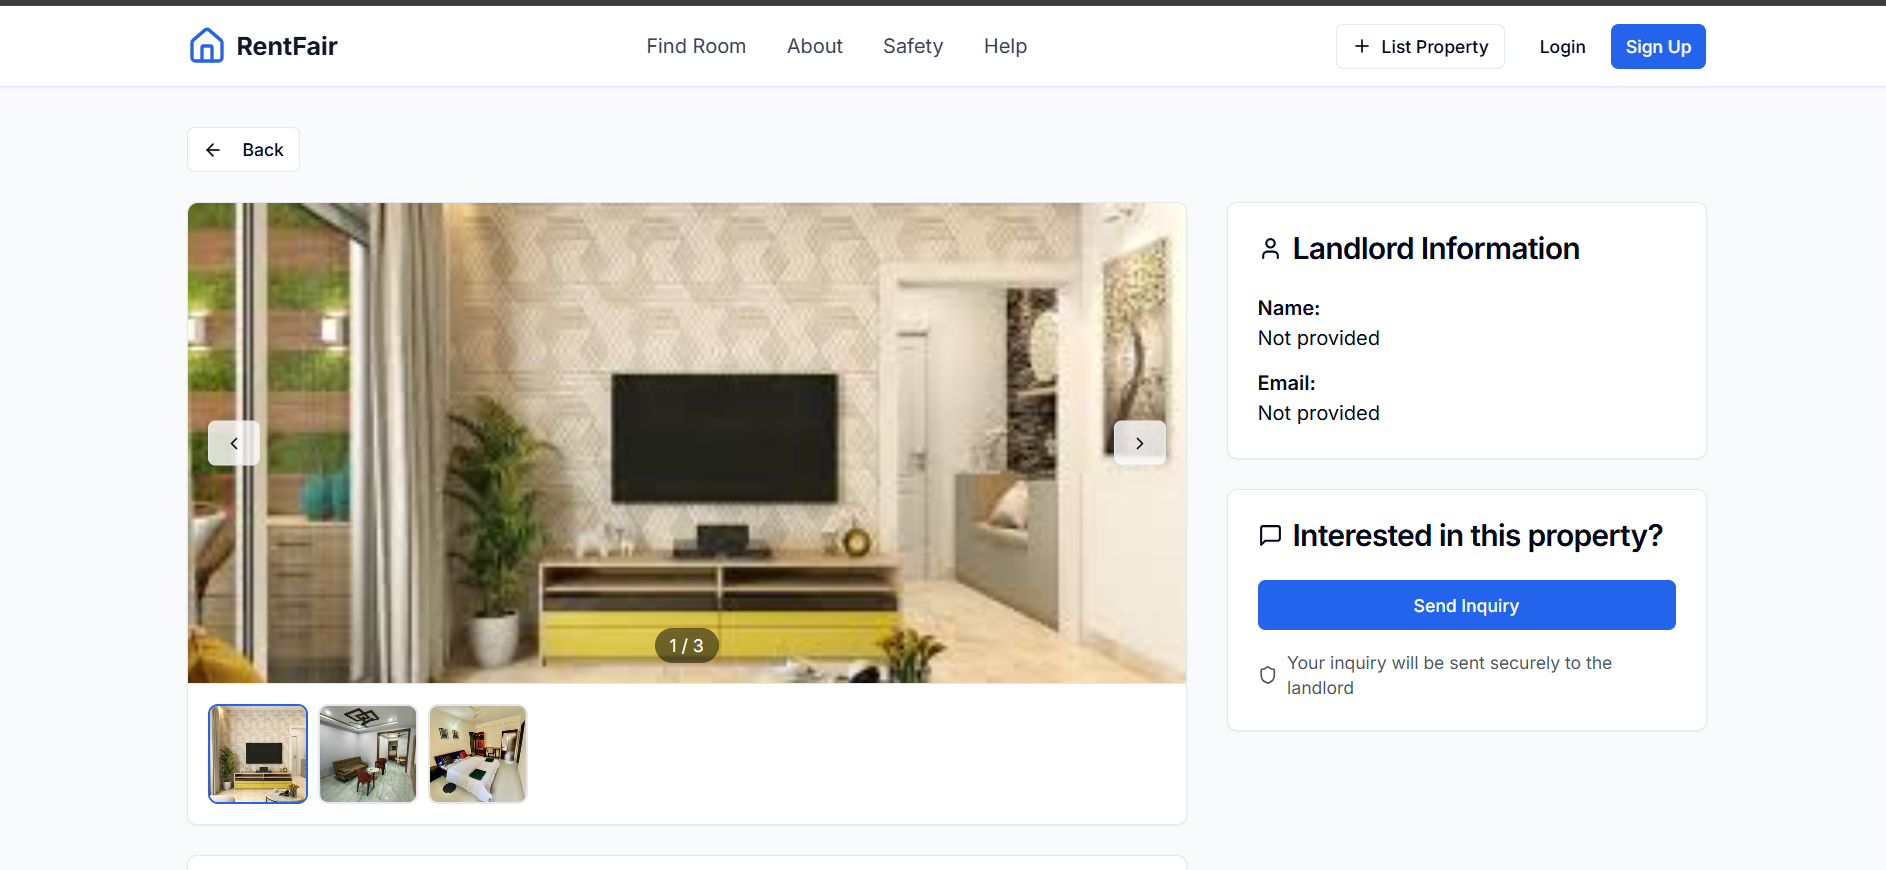 RentFair
Find Room
About
Safety
Help
List Property
Login
Sign Up
Back
1 / 3
Landlord Information
Name:
Not provided
Email:
Not provided
Interested in this property?
Send Inquiry
Your inquiry will be sent securely to the
landlord